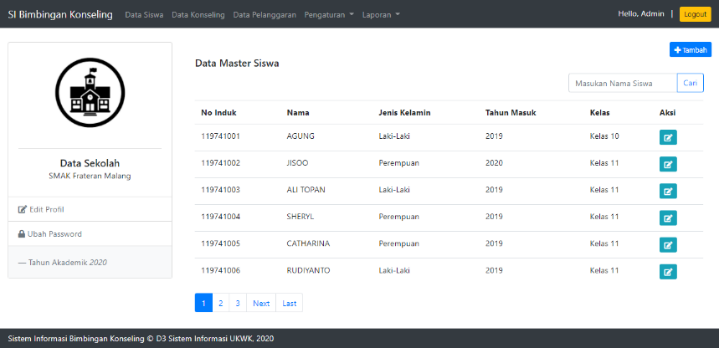 SI Bimbingan Konseling Data Siswa Data Konseling Data Pelanggaran Pengaturan Laporan Hello, Admin | Logout
Tambah
Data Master Siswa
Masukan Nama Siswa Cari
No Induk Nama Jenis Kelamin Tahun Masuk Kelas Aksi
119741001 AGUNG Laki-Laki 2019 Kelas 10
119741002 JISOO Perempuan 2020 Kelas 11
119741003 ALI TOPAN Laki-Laki 2019 Kelas 11
119741004 SHERYL Perempuan 2019 Kelas 11
119741005 CATHARINA Perempuan 2019 Kelas 11
119741006 RUDIYANTO Laki-Laki 2019 Kelas 11
1 2 3 Next Last
Data Sekolah
SMAK Frateran Malang
Edit Profil
Ubah Password
— Tahun Akademik 2020
Sistem Informasi Bimbingan Konseling © D3 Sistem Informasi UKWK, 2020